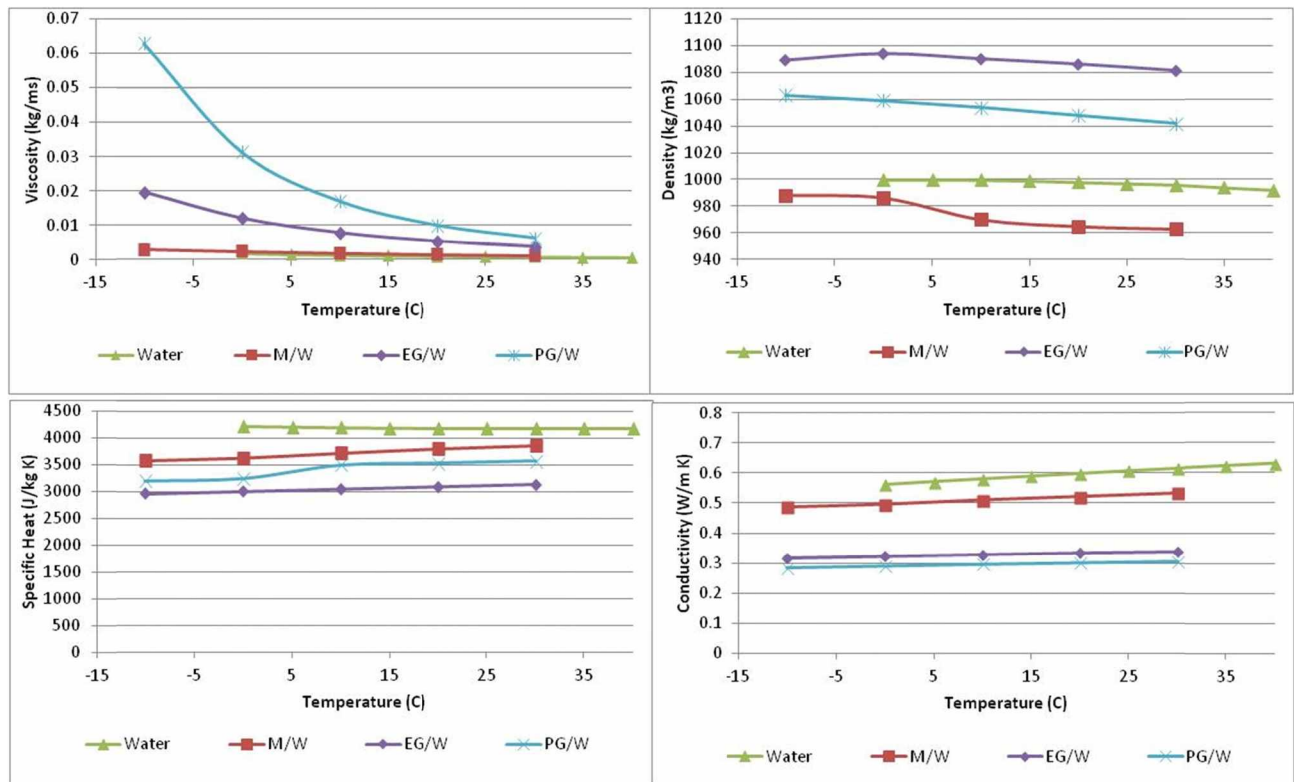 Viscosity (kg/ms)
0.07
0.06
0.05
0.04
0.03
0.02
0.01
0
-15 -5 5 15 25 35
Temperature (C)
Water M/W EG/W PG/W
Density (kg/m3)
1120
1100
1080
1060
1040
1020
1000
980
960
940
-15 -5 5 15 25 35
Temperature (C)
Water M/W EG/W PG/W
Specific Heat (J/kg K)
4500
4000
3500
3000
2500
2000
1500
1000
500
0
-15 -5 5 15 25 35
Temperature (C)
Water M/W EG/W PG/W
Conductivity (W/m K)
0.8
0.7
0.6
0.5
0.4
0.3
0.2
0.1
0
-15 -5 5 15 25 35
Temperature (C)
Water M/W EG/W PG/W